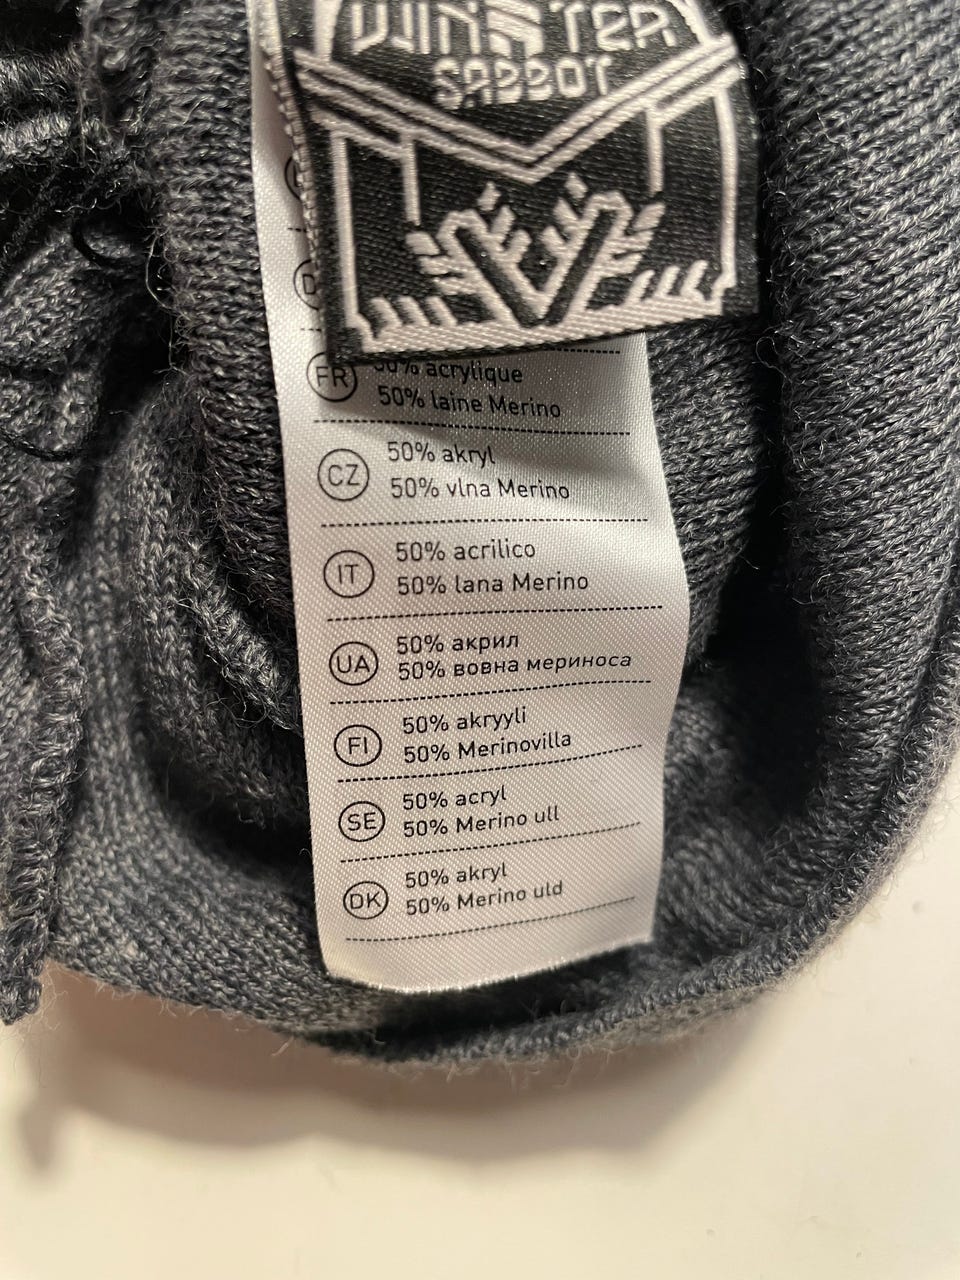 WINSTER
SABBOT
FR
50% acrylique
50% laine Merino
CZ
50% akryl
50% vlna Merino
IT
50% acrilico
50% lana Merino
UA
50% акрил
50% вовна мериноса
FI
50% akryyli
50% Merinovilla
SE
50% acryl
50% Merino ull
DK
50% akryl
50% Merino uld